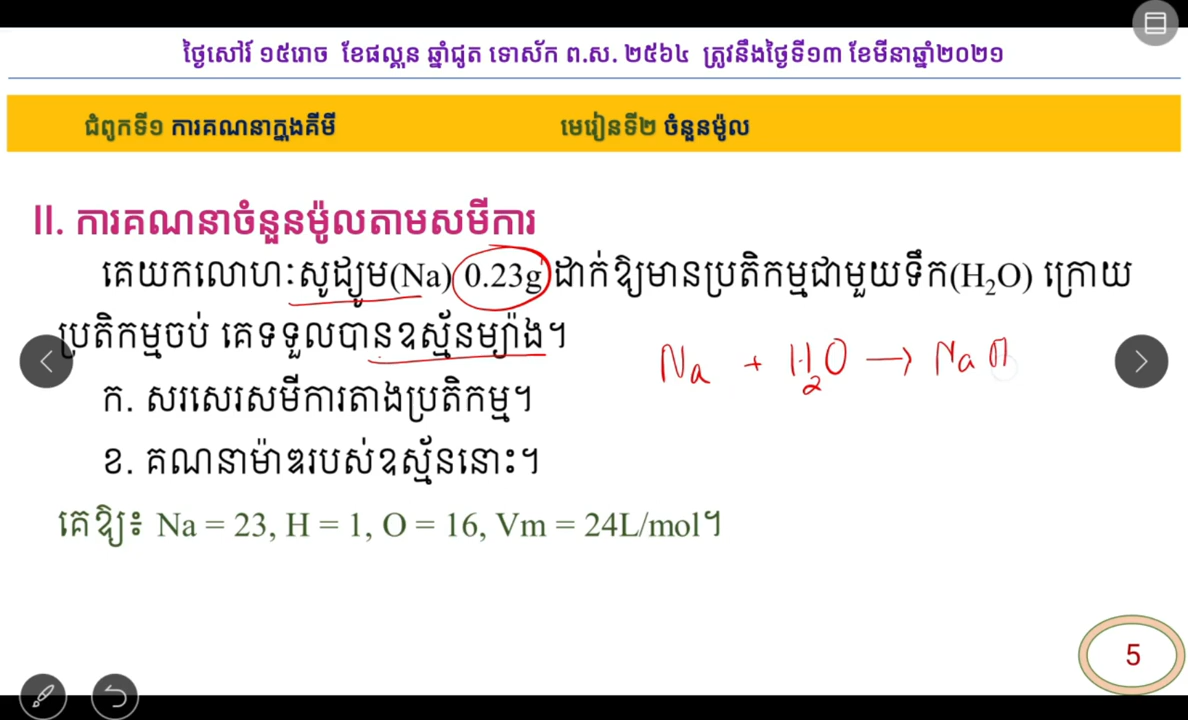 ថ្ងៃសៅរ៍ ១៥រោច ខែផល្គុន ឆ្នាំជូត ទោស័ក ព.ស. ២៥៦៤ ត្រូវនឹងថ្ងៃទី១៣ ខែមីនាឆ្នាំ២០២១
ជំពូកទី១ ការគណនាក្នុងគីមី មេរៀនទី២ ចំនួនម៉ូល
II. ការគណនាចំនួនម៉ូលតាមសមីការ
គេយកលោហៈសូដ្យូម(Na) 0.23g ដាក់ឱ្យមានប្រតិកម្មជាមួយទឹក(H₂O) ក្រោយ
ប្រតិកម្មចប់ គេទទួលបានឧស្ម័នម្យ៉ាង។
Na + H₂O → Na O
ក. សរសេរសមីការតាងប្រតិកម្ម។
ខ. គណនាម៉ាឌរបស់ឧស្ម័ននោះ។
គេឱ្យ៖ Na = 23, H = 1, O = 16, Vm = 24L/mol។
5